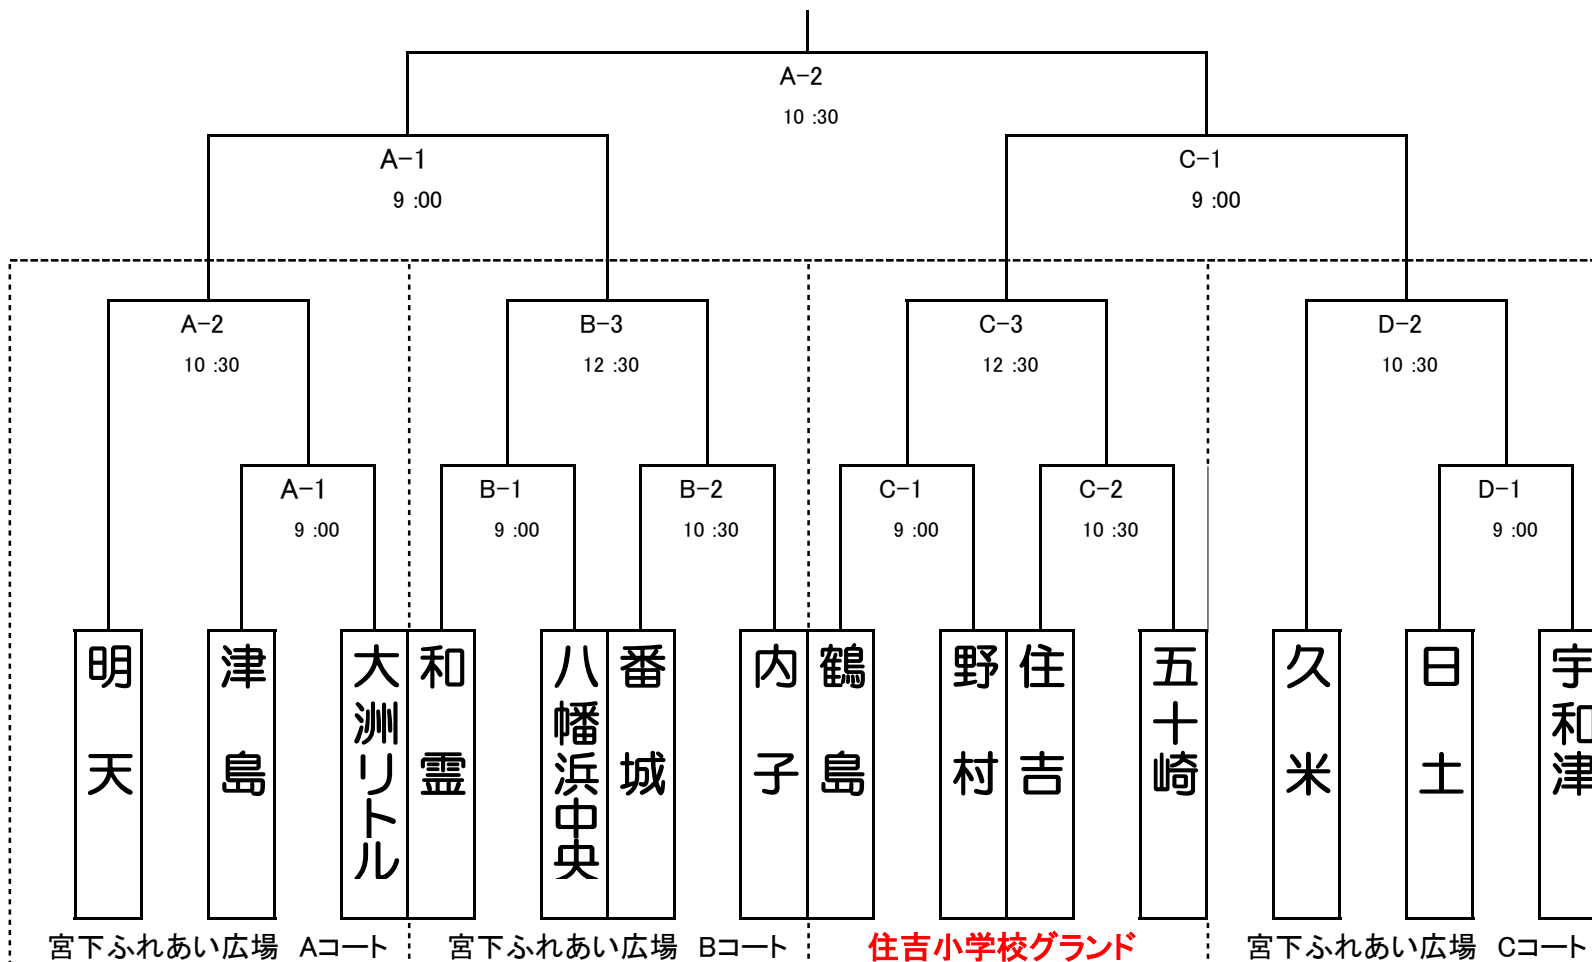 A-2
10 :30
A-1
9 :00
C-1
9 :00
A-2
10 :30
B-3
12 :30
C-3
12 :30
D-2
10 :30
A-1
9 :00
B-1
9 :00
B-2
10 :30
C-1
9 :00
C-2
10 :30
D-1
9 :00
明天
津島
大洲リトル
和霊
八幡浜中央
番城
内子
鶴島
野村
住吉
五十崎
久米
日土
宇和津
宮下ふれあい広場 Aコート
宮下ふれあい広場 Bコート
住吉小学校グランド
宮下ふれあい広場 Cコート